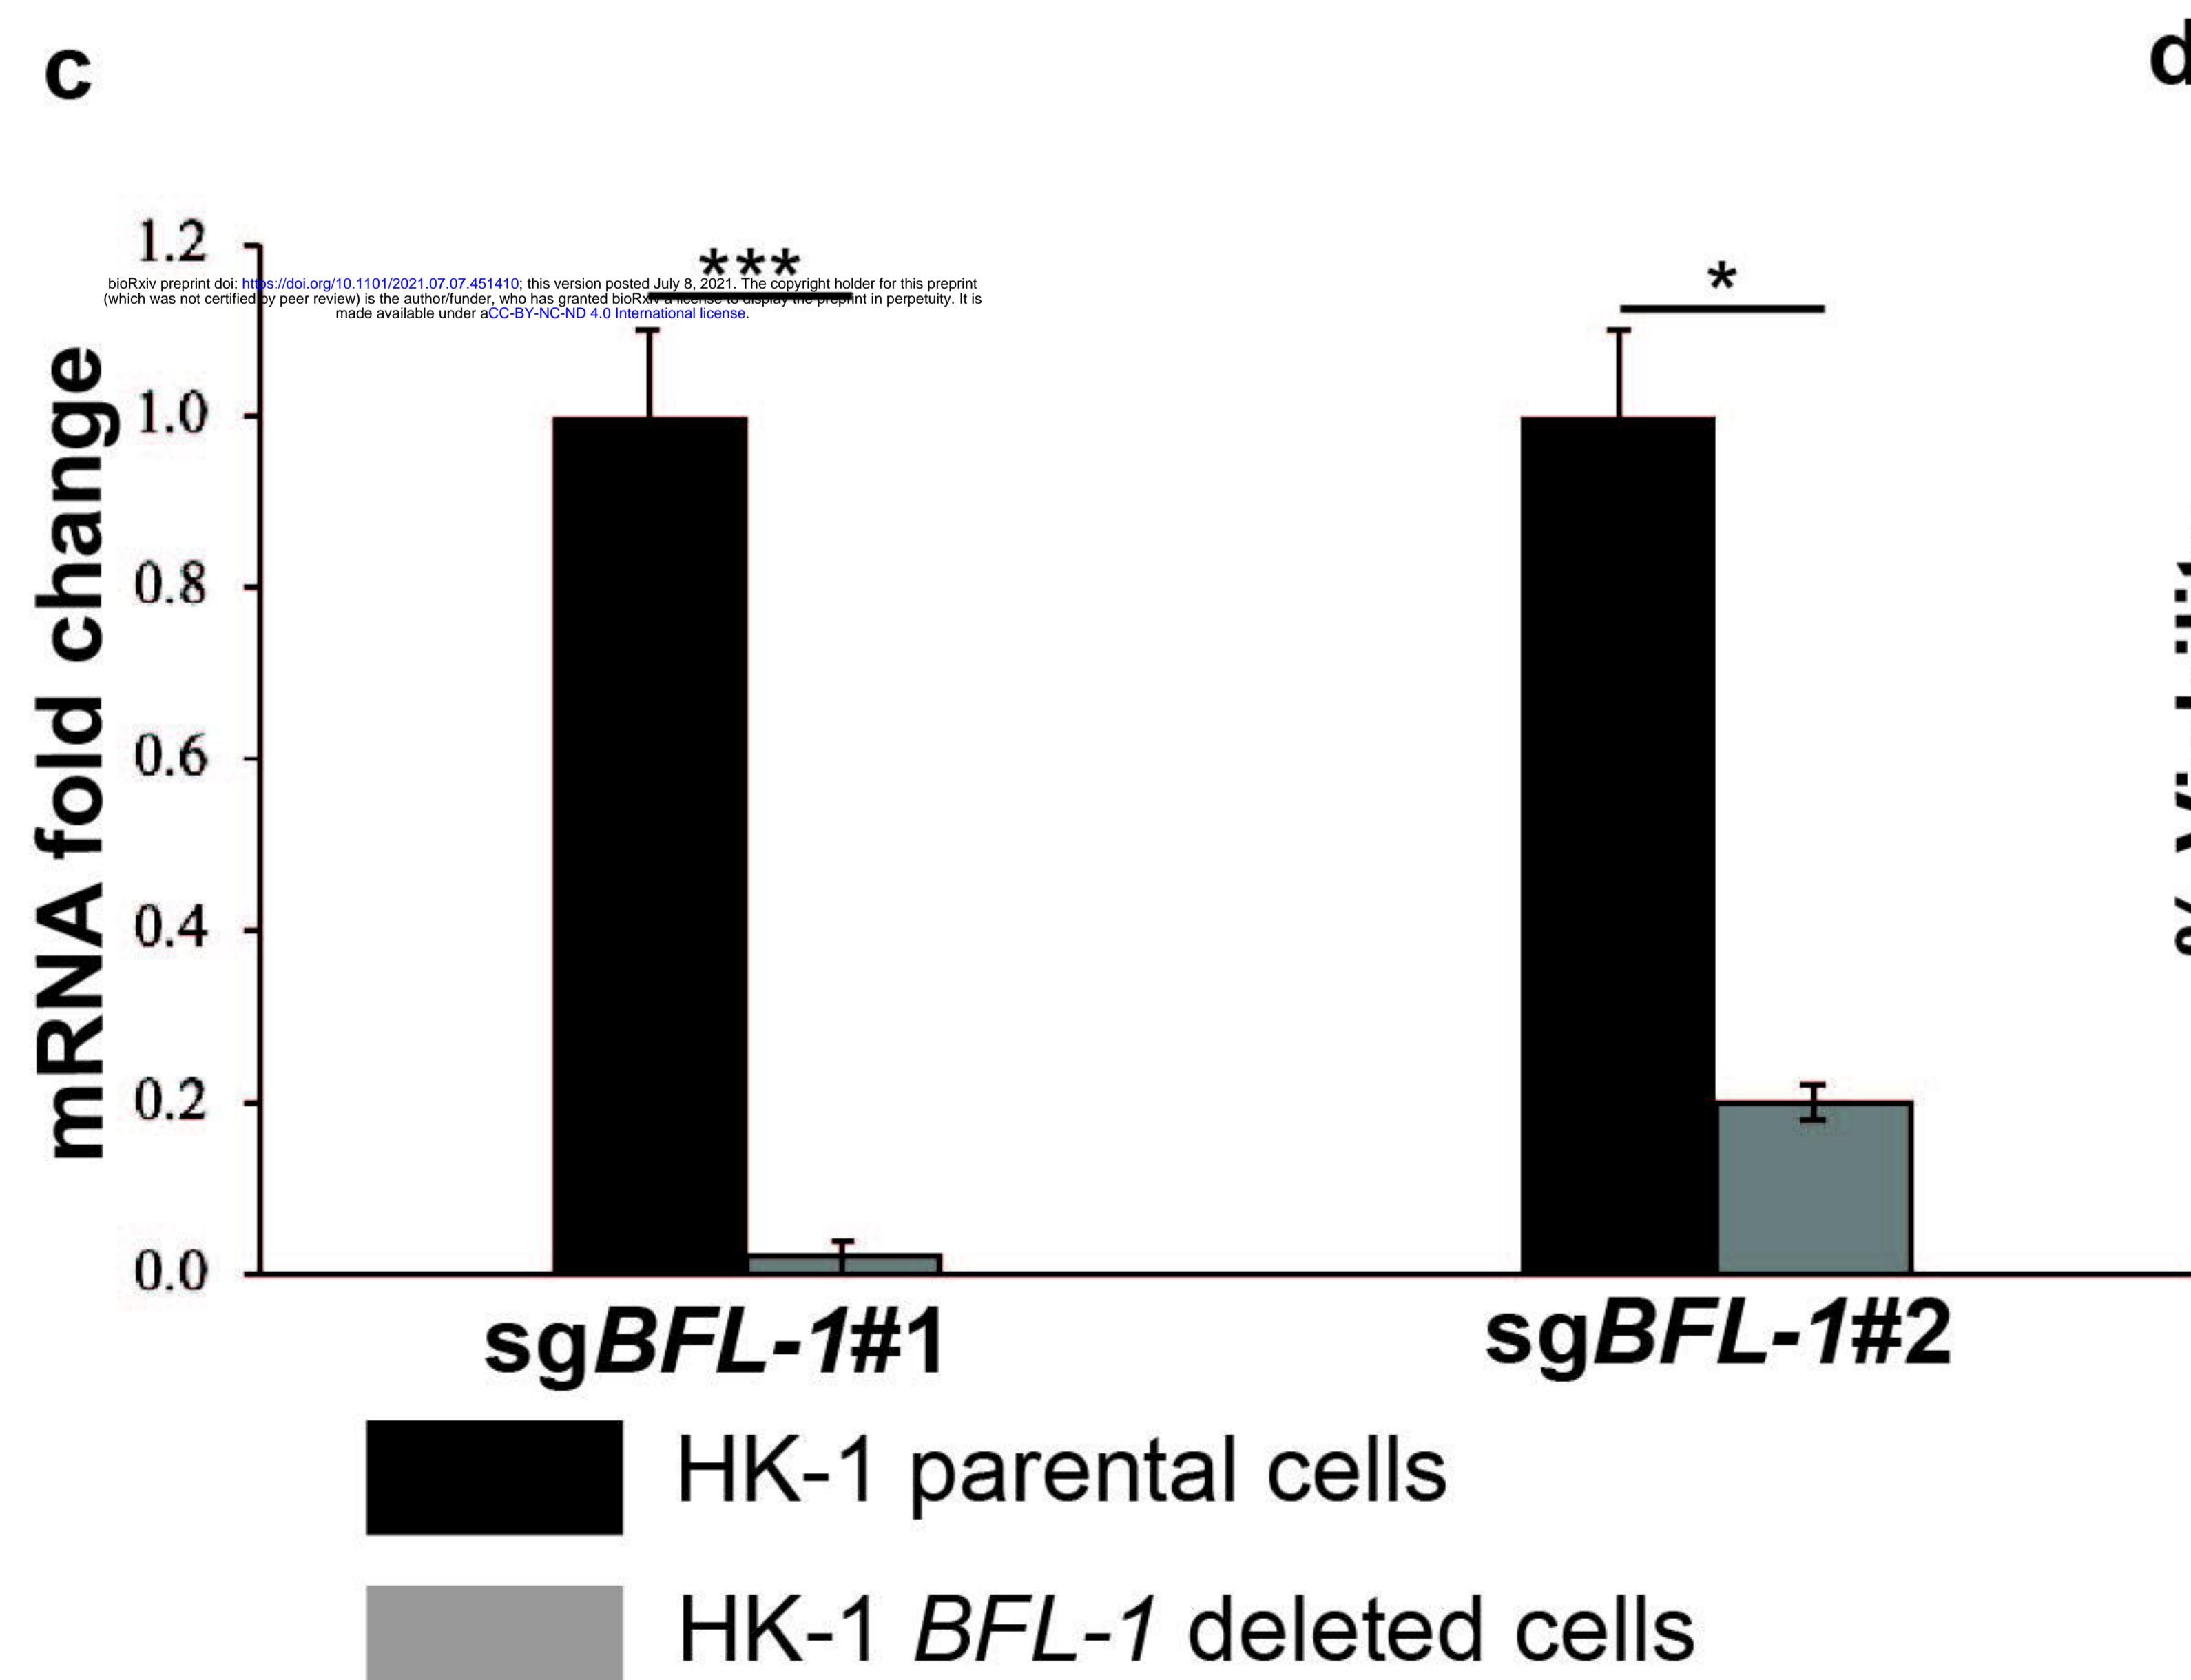 c
d
1.2
***
*
bioRxiv preprint doi: https://doi.org/10.1101/2021.07.07.451410; this version posted July 8, 2021. The copyright holder for this preprint
(which was not certified by peer review) is the author/funder, who has granted bioRxiv a license to display the preprint in perpetuity. It is
made available under aCC-BY-NC-ND 4.0 International license.
mRNA fold change
1.0
0.8
0.6
0.4
0.2
0.0
sgBFL-1#1
sgBFL-1#2
HK-1 parental cells
HK-1 BFL-1 deleted cells